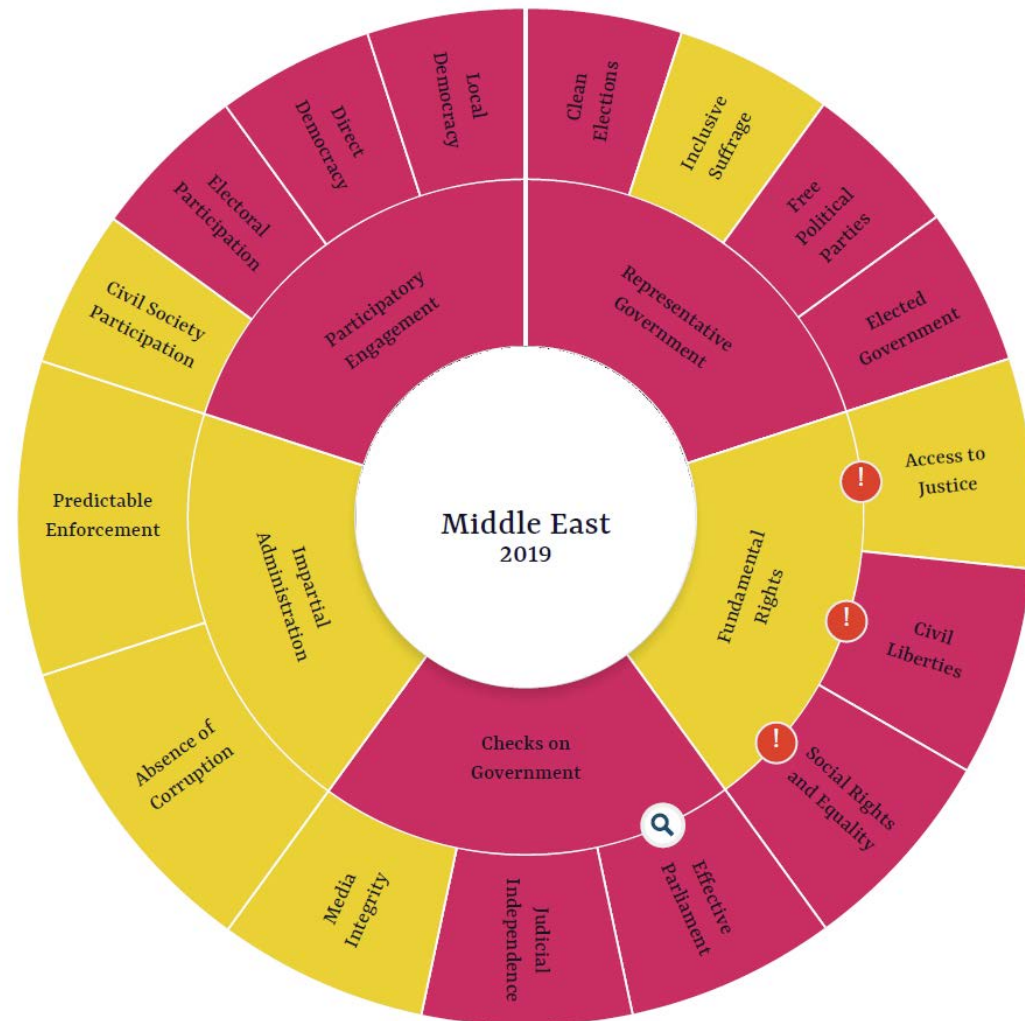 Middle East
2019
Representative
Government
Clean
Elections
Inclusive
Suffrage
Free
Political
Parties
Elected
Government
Fundamental
Rights
Access to
Justice
!
Civil
Liberties
!
Social Rights
and Equality
!
Checks on
Government
Effective
Parliament
Judicial
Independence
Media
Integrity
Impartial
Administration
Absence of
Corruption
Predictable
Enforcement
Participatory
Engagement
Civil Society
Participation
Electoral
Participation
Direct
Democracy
Local
Democracy